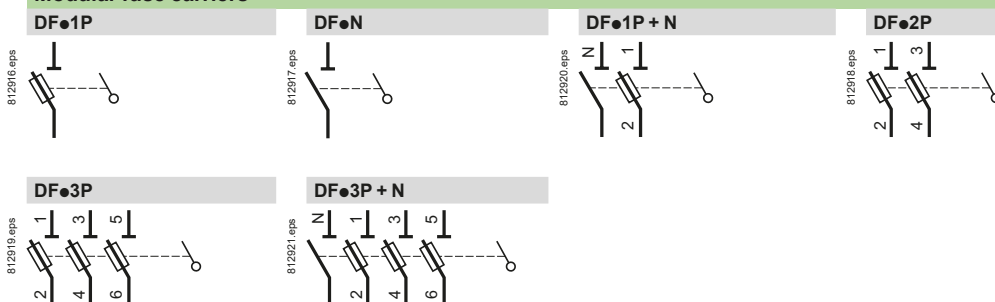 Modular fuse carriers
DF●1P
DF●N
DF●1P + N
DF●2P
812916.eps
812917.eps
812920.eps
N
1
2
812918.eps
1
3
2
4
DF●3P
DF●3P + N
812919.eps
1
3
5
2
4
6
812921.eps
N
1
3
5
2
4
6